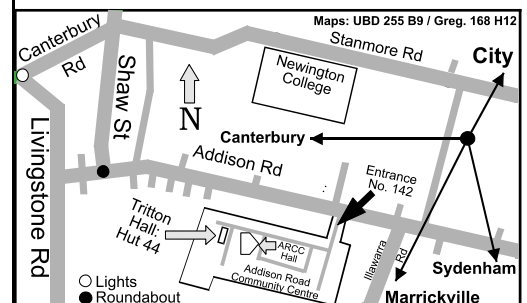 Maps: UBD 255 B9 / Greg. 168 H12
Canterbury
Rd
Stanmore Rd
City
Shaw St
Newington
College
N
Canterbury
Livingstone Rd
Addison Rd
Entrance
No. 142
Tritton
Hall:
Hut 44
ARCC
Hall
Addison Road
Community Centre
Illawarra
Rd
Sydenham
Lights
Roundabout
Marrickville